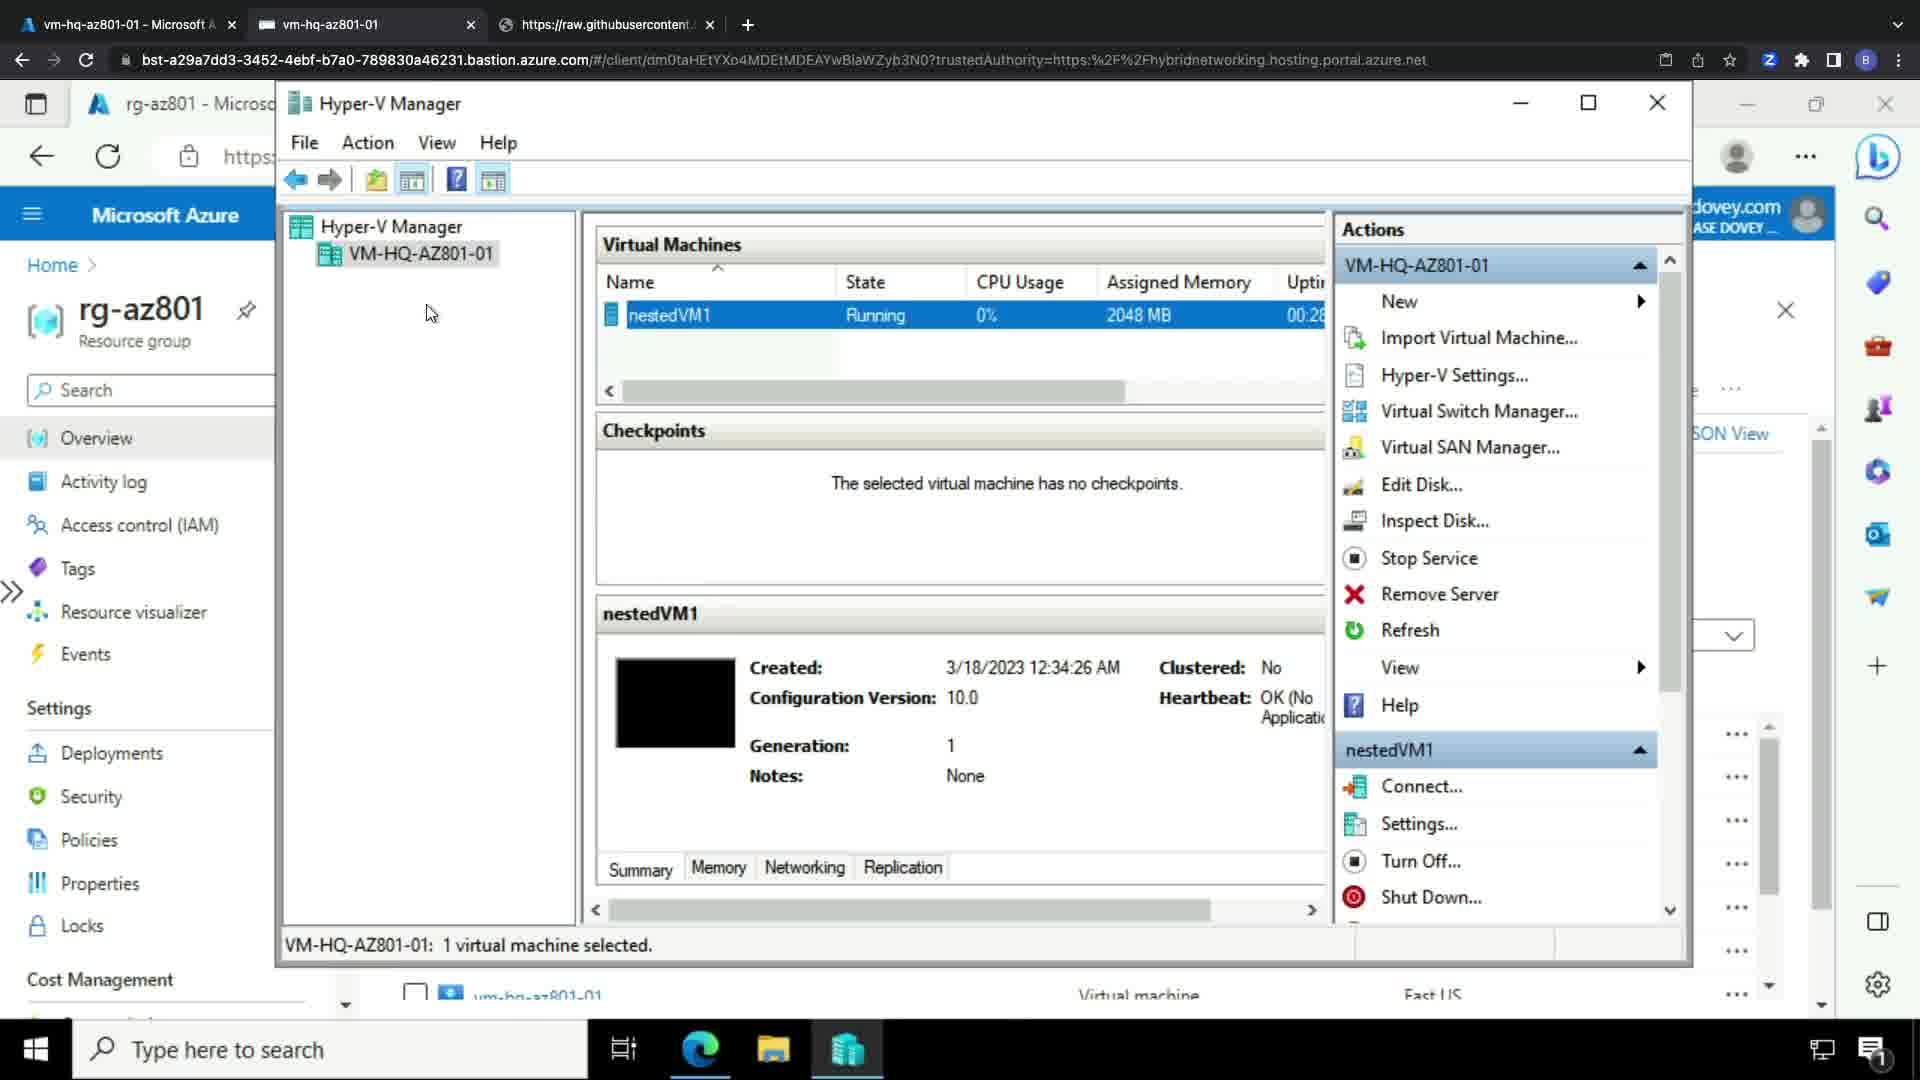 vm-hq-az801-01 - Microsoft A
vm-hq-az801-01
https://raw.githubusercontent.
bst-a29a7dd3-3452-4ebf-b7a0-789830a46231.bastion.azure.com/#/client/dm0taHEtYXo4MDEtMDEAYwBlaWZyb3N0?trustedAuthority=https:%2F%2Fhybridnetworking.hosting.portal.azure.net
B
rg-az801 - Microso
https:
Hyper-V Manager
File Action View Help
Microsoft Azure
dovey.com
ASE DOVEY ...
Home
rg-az801
Resource group
Search
Overview
Activity log
Access control (IAM)
Tags
Resource visualizer
Events
Settings
Deployments
Security
Policies
Properties
Locks
Cost Management
Hyper-V Manager
VM-HQ-AZ801-01
Virtual Machines
Name State CPU Usage Assigned Memory Uptir
nestedVM1 Running 0% 2048 MB 00:28
Checkpoints
The selected virtual machine has no checkpoints.
nestedVM1
Created: 3/18/2023 12:34:26 AM Clustered: No
Configuration Version: 10.0 Heartbeat: OK (No
Applicatio
Generation: 1
Notes: None
Summary Memory Networking Replication
Actions
VM-HQ-AZ801-01
New
Import Virtual Machine...
Hyper-V Settings...
Virtual Switch Manager...
Virtual SAN Manager...
Edit Disk...
Inspect Disk...
Stop Service
Remove Server
Refresh
View
Help
nestedVM1
Connect...
Settings...
Turn Off...
Shut Down...
SON View
VM-HQ-AZ801-01: 1 virtual machine selected.
vm-hq-az801-01 Virtual machine East US
Type here to search
1